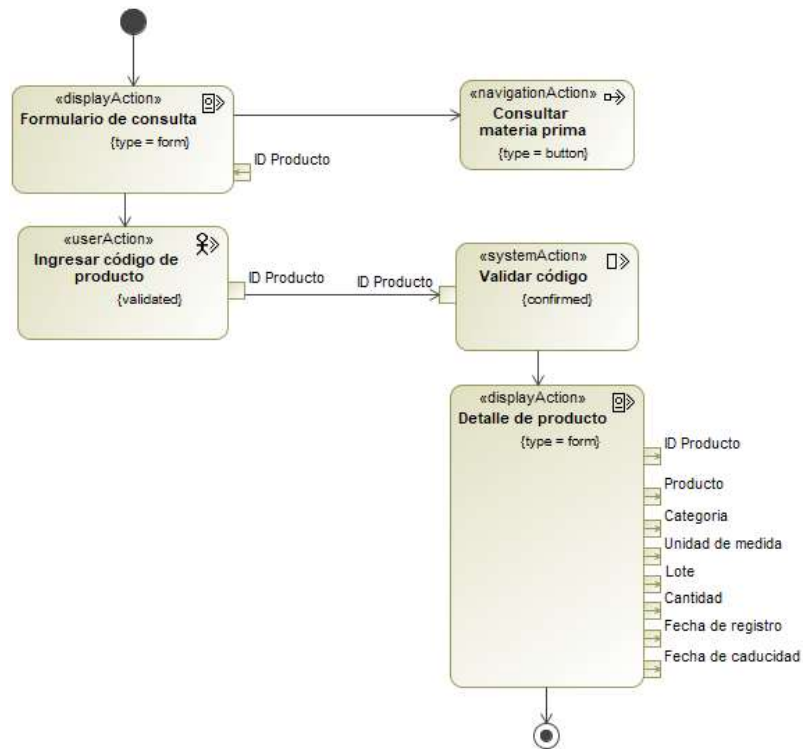 «displayAction»
Formulario de consulta
{type = form}
ID Producto
«navigationAction»
Consultar
materia prima
{type = button}
«userAction»
Ingresar código de
producto
{validated}
ID Producto
ID Producto
«systemAction»
Validar código
{confirmed}
«displayAction»
Detalle de producto
{type = form}
ID Producto
Producto
Categoria
Unidad de medida
Lote
Cantidad
Fecha de registro
Fecha de caducidad